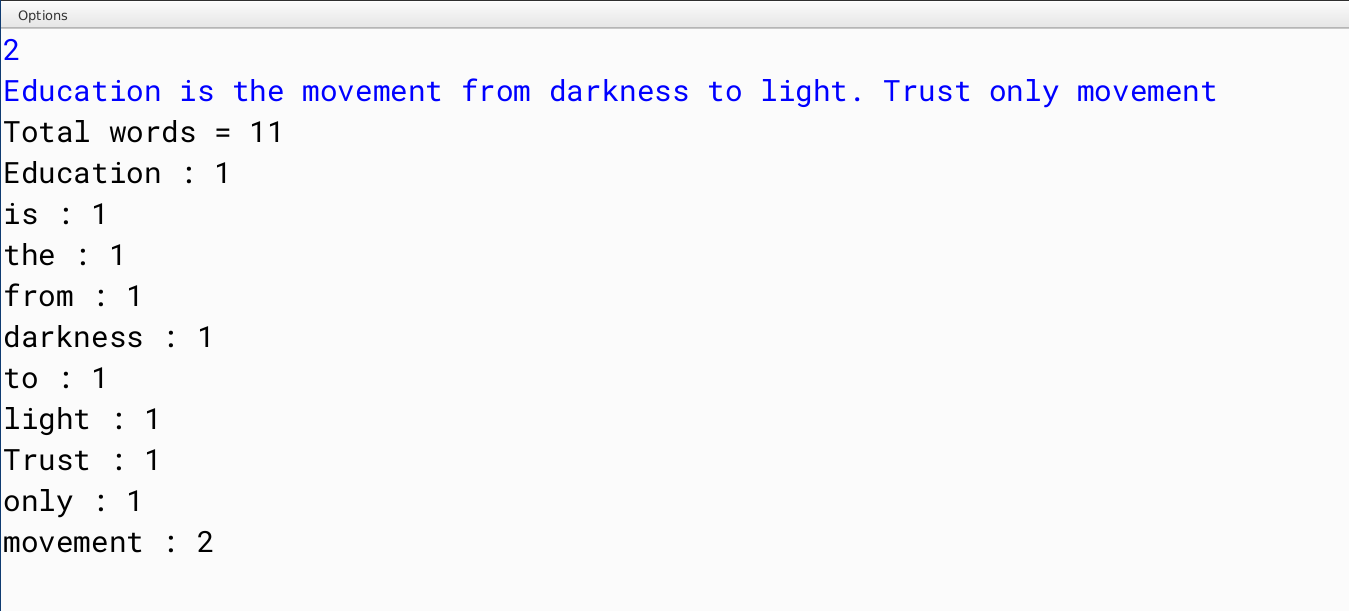 Options
2
Education is the movement from darkness to light. Trust only movement
Total words = 11
Education : 1
is : 1
the : 1
from : 1
darkness : 1
to : 1
light : 1
Trust : 1
only : 1
movement : 2